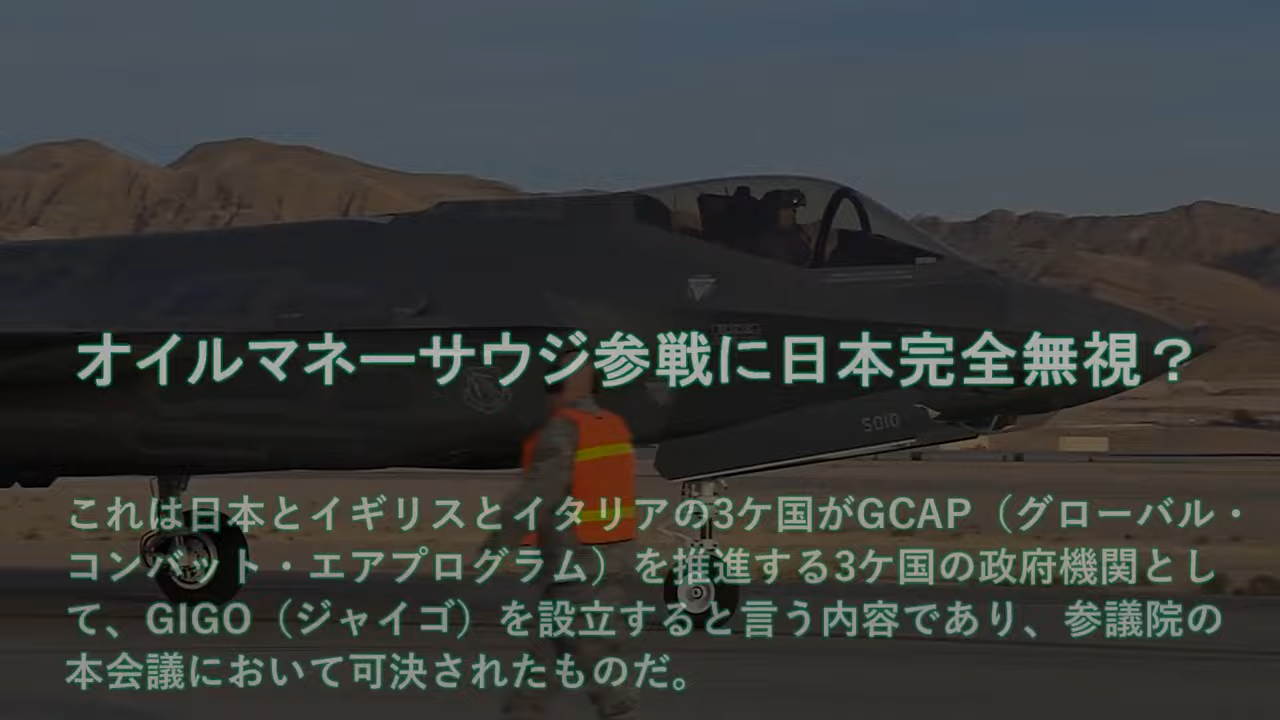 オイルマネーサウジ参戦に日本完全無視？
5010
これは日本とイギリスとイタリアの3ケ国がGCAP（グローバル・
コンバット・エアプログラム）を推進する3ケ国の政府機関とし
て、GIGO（ジャイゴ）を設立すると言う内容であり、参議院の
本会議において可決されたものだ。